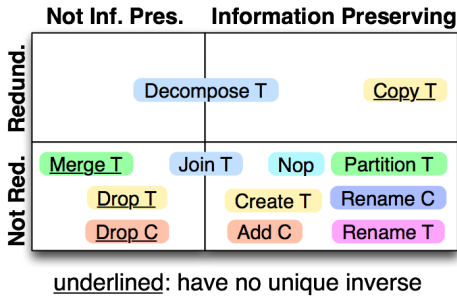 Not Inf. Pres. Information Preserving
Redund.
Decompose T Copy T
Not Red.
Merge T Join T Nop Partition T
Drop T Create T Rename C
Drop C Add C Rename T
underlined: have no unique inverse